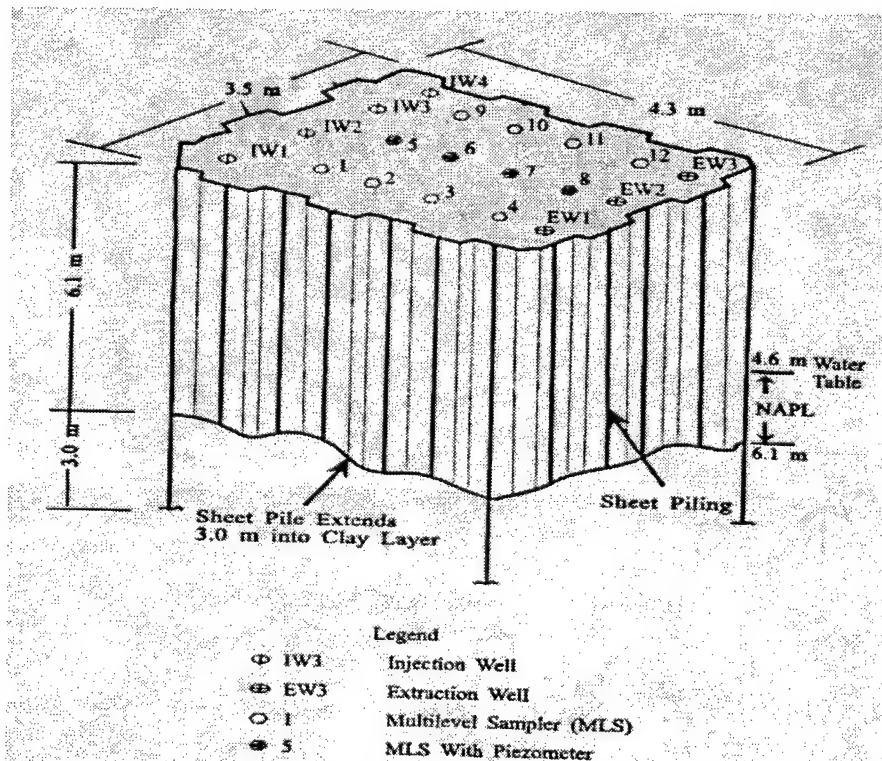 3.5 m
4.3 m
IW4
IW3
9
IW2
10
IW1
5
11
6
1
12
EW3
2
7
3
8
EW2
4
EW1
6.1 m
4.6 m Water
Table
NAPL
3.0 m
6.1 m
Sheet Piling
Sheet Pile Extends
3.0 m into Clay Layer
Legend
IW3 Injection Well
EW3 Extraction Well
1 Multilevel Sampler (MLS)
5 MLS With Piezometer